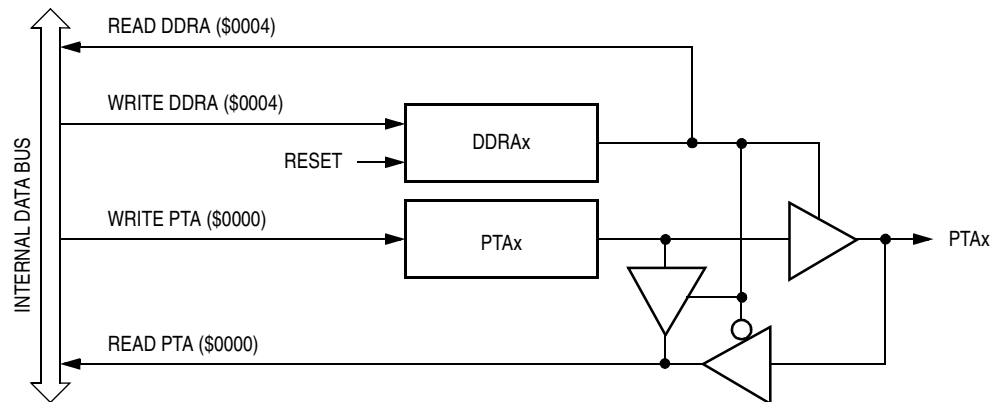 READ DDRA ($0004)
WRITE DDRA ($0004)
DDRAx
RESET
WRITE PTA ($0000)
PTAx
PTAx
READ PTA ($0000)
INTERNAL DATA BUS